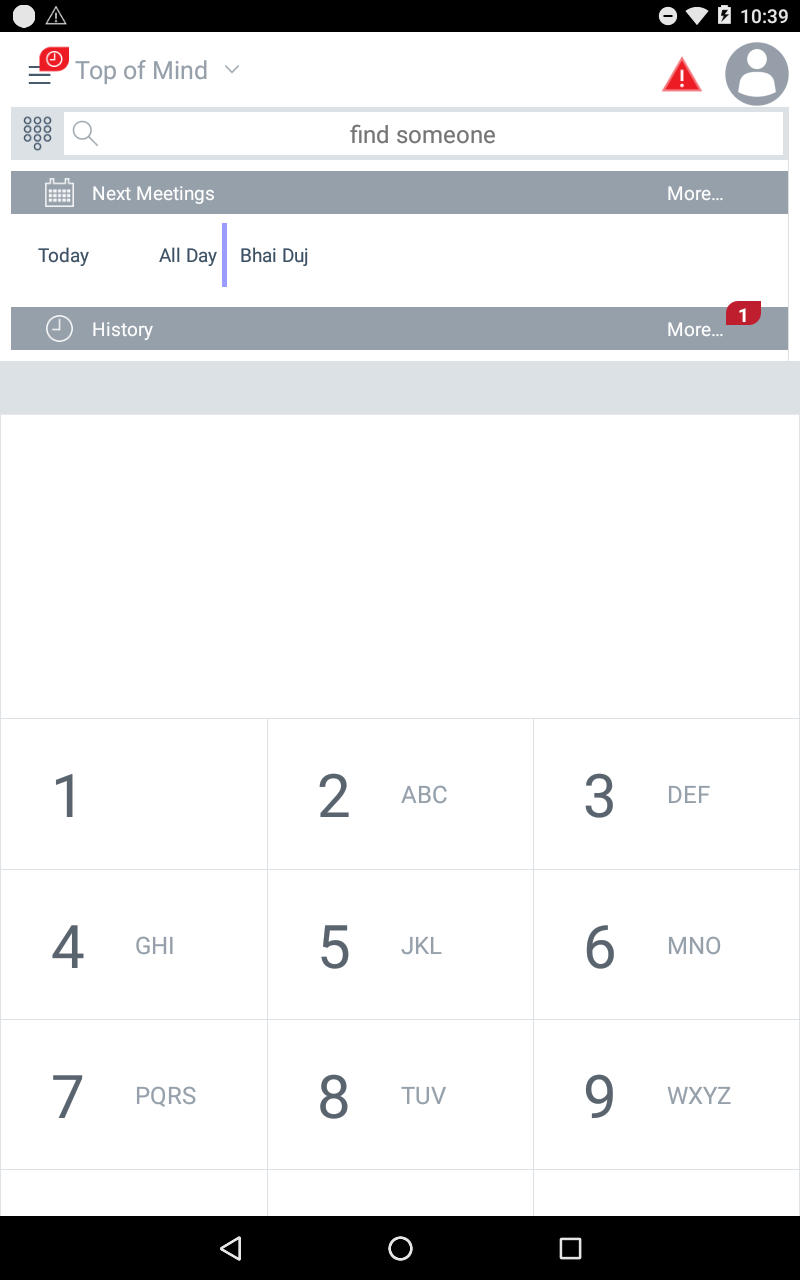 10:39
Top of Mind
find someone
Next Meetings More...
Today All Day Bhai Duj
1
History More...
1 2 ABC 3 DEF
4 GHI 5 JKL 6 MNO
7 PQRS 8 TUV 9 WXYZ